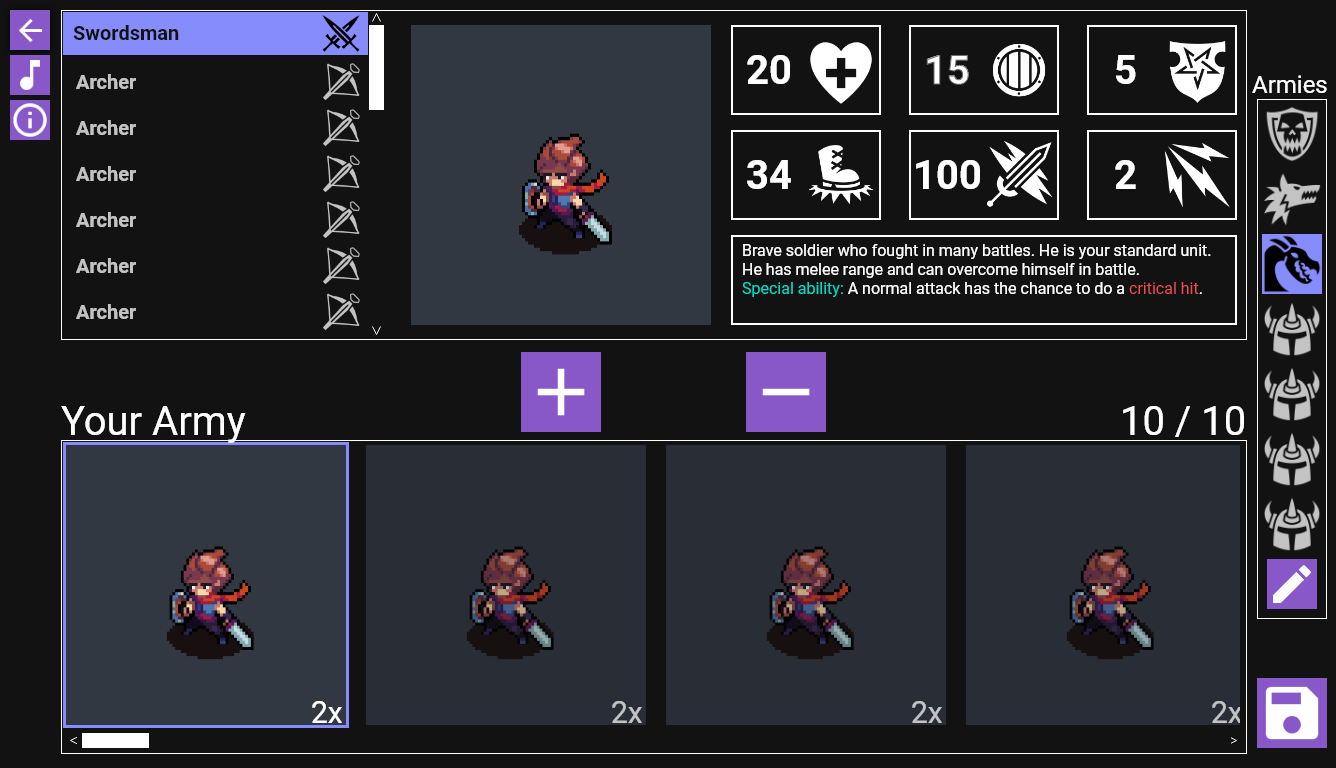 Swordsman
Archer
Archer
Archer
Archer
Archer
Archer
20
15
5
34
100
2
Brave soldier who fought in many battles. He is your standard unit.
He has melee range and can overcome himself in battle.
Special ability: A normal attack has the chance to do a critical hit.
Armies
Your Army
10 / 10
2x
2x
2x
2x